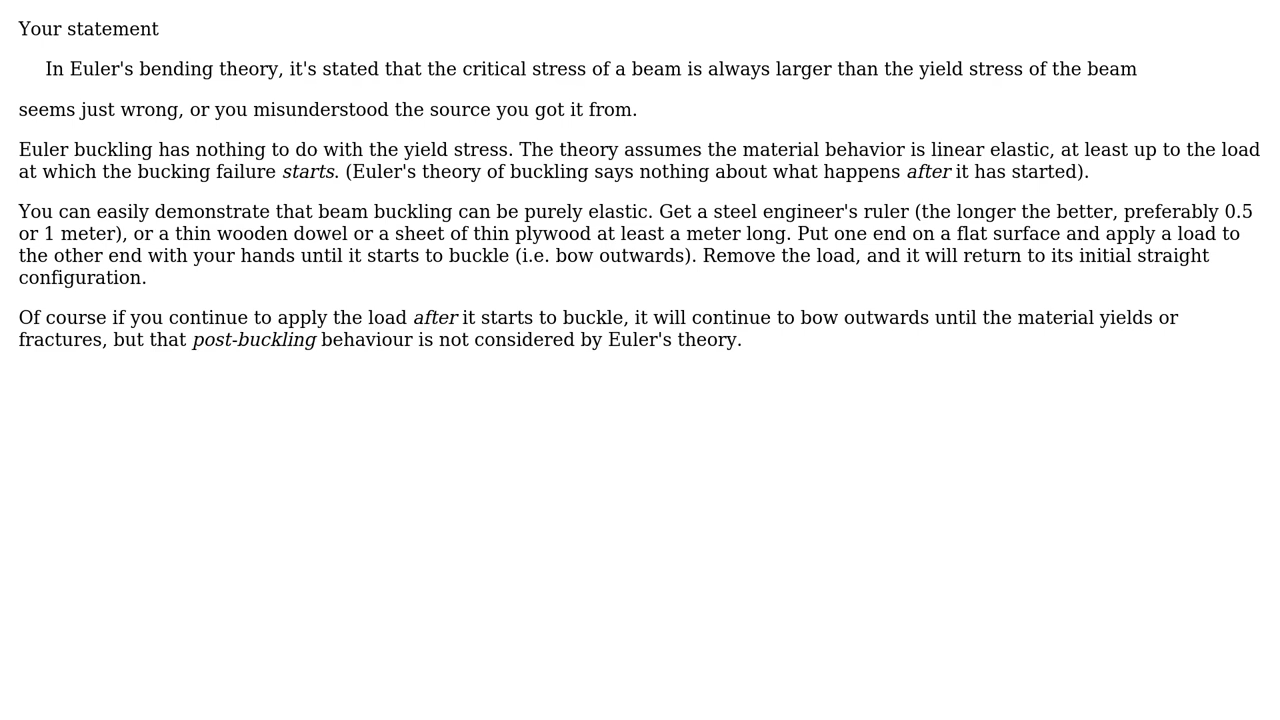 Your statement
In Euler's bending theory, it's stated that the critical stress of a beam is always larger than the yield stress of the beam
seems just wrong, or you misunderstood the source you got it from.
Euler buckling has nothing to do with the yield stress. The theory assumes the material behavior is linear elastic, at least up to the load
at which the bucking failure starts. (Euler's theory of buckling says nothing about what happens after it has started).
You can easily demonstrate that beam buckling can be purely elastic. Get a steel engineer's ruler (the longer the better, preferably 0.5
or 1 meter), or a thin wooden dowel or a sheet of thin plywood at least a meter long. Put one end on a flat surface and apply a load to
the other end with your hands until it starts to buckle (i.e. bow outwards). Remove the load, and it will return to its initial straight
configuration.
Of course if you continue to apply the load after it starts to buckle, it will continue to bow outwards until the material yields or
fractures, but that post-buckling behaviour is not considered by Euler's theory.